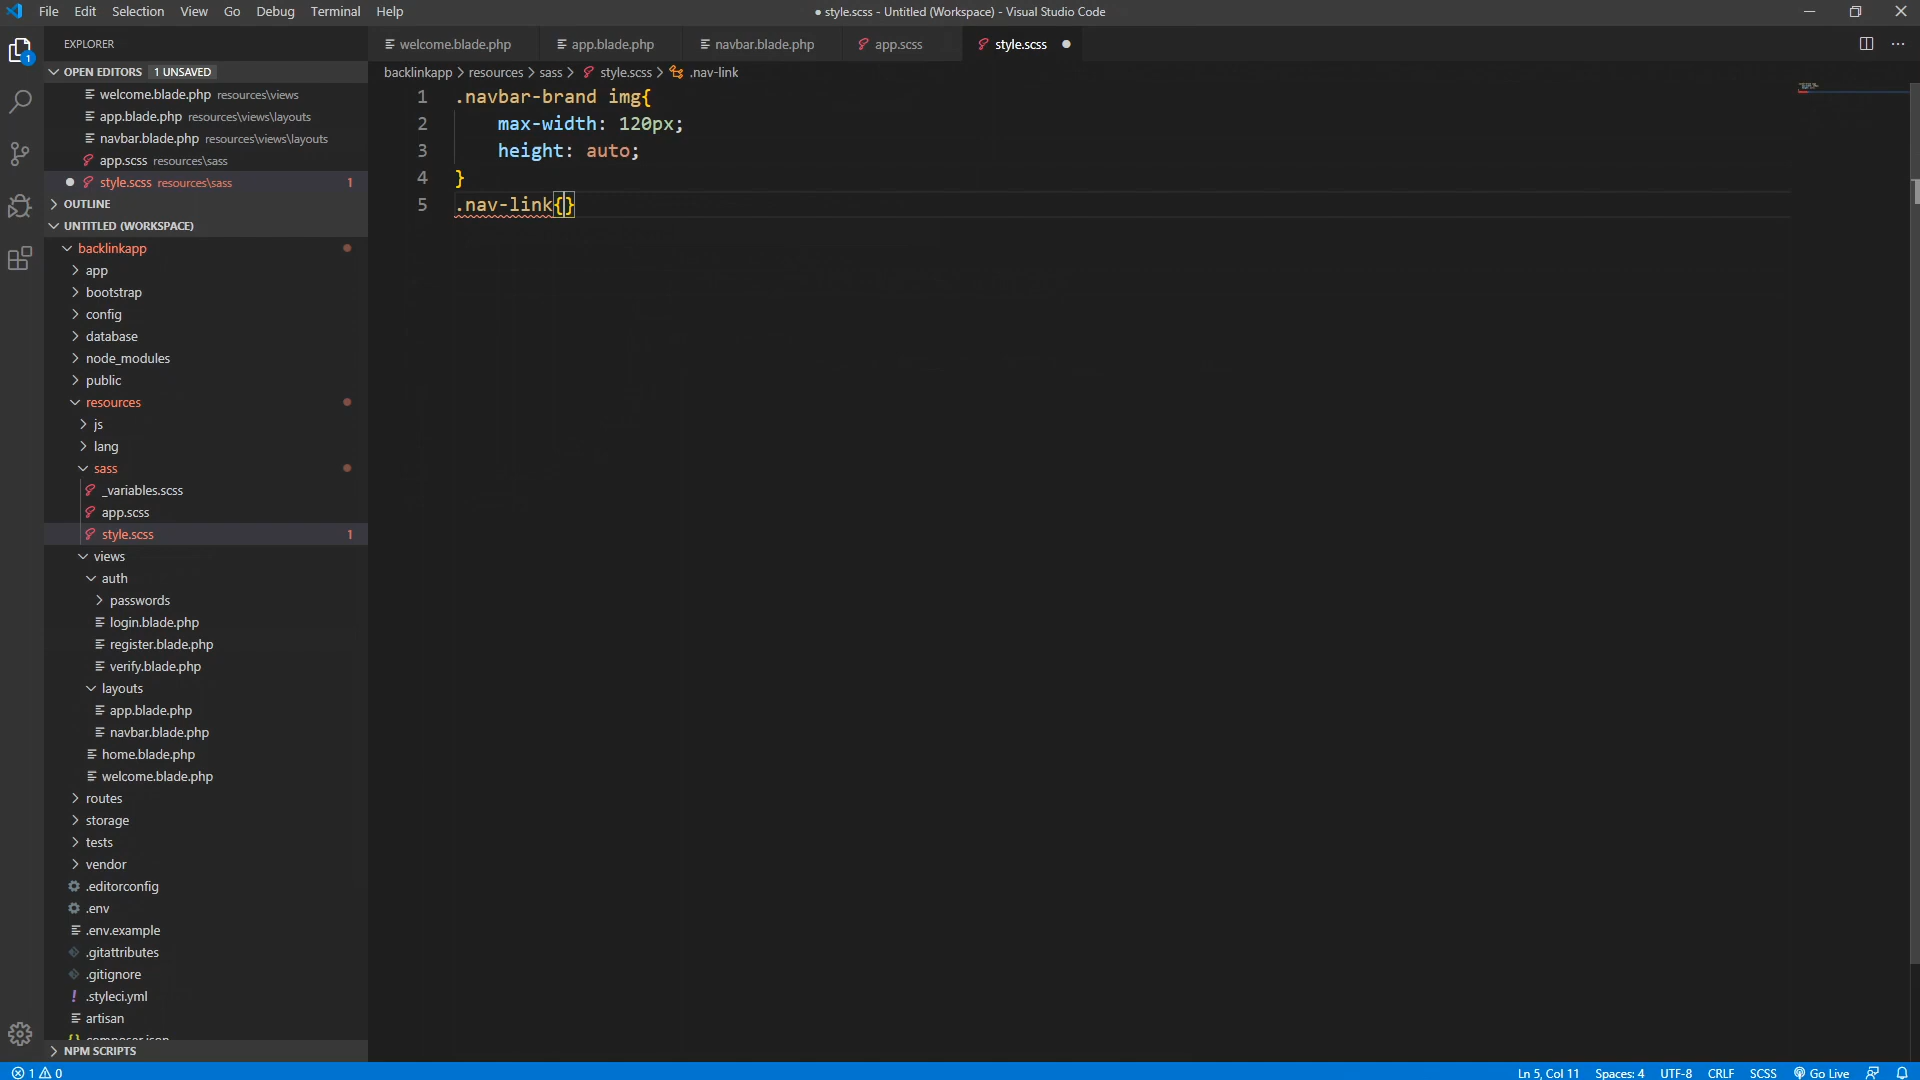 File Edit Selection View Go Debug Terminal Help
● style.scss - Untitled (Workspace) - Visual Studio Code
EXPLORER
welcome.blade.php
app.blade.php
navbar.blade.php
app.scss
style.scss
OPEN EDITORS 1 UNSAVED
backlinkapp > resources > sass > style.scss > .nav-link
welcome.blade.php resources\views
app.blade.php resources\views\layouts
navbar.blade.php resources\views\layouts
app.scss resources\sass
style.scss resources\sass 1
OUTLINE
UNTITLED (WORKSPACE)
backlinkapp
app
bootstrap
config
database
node_modules
public
resources
js
lang
sass
_variables.scss
app.scss
style.scss 1
views
auth
passwords
login.blade.php
register.blade.php
verify.blade.php
layouts
app.blade.php
navbar.blade.php
home.blade.php
welcome.blade.php
routes
storage
tests
vendor
.editorconfig
.env
.env.example
.gitattributes
.gitignore
.styleci.yml
artisan
NPM SCRIPTS
1 .navbar-brand img{
2 max-width: 120px;
3 height: auto;
4 }
5 .nav-link{}
1
1 0
Ln 5, Col 11 Spaces: 4 UTF-8 CRLF SCSS Go Live